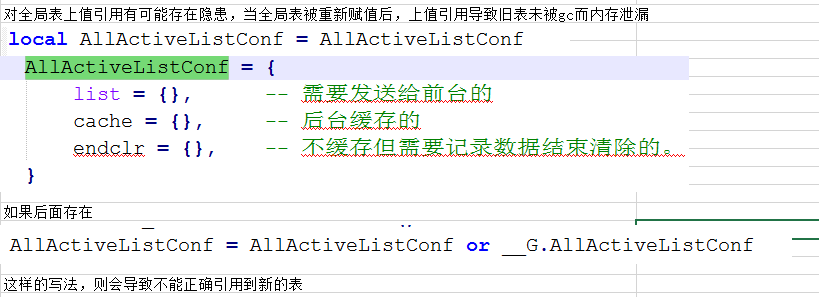 对全局表上值引用有可能存在隐患，当全局表被重新赋值后，上值引用导致旧表未被gc而内存泄漏
local AllActiveListConf = AllActiveListConf
AllActiveListConf = {
list = {}, -- 需要发送给前台的
cache = {}, -- 后台缓存的
endclr = {}, -- 不缓存但需要记录数据结束清除的。
}
如果后面存在
AllActiveListConf = AllActiveListConf or __G.AllActiveListConf
这样的写法，则会导致不能正确引用到新的表